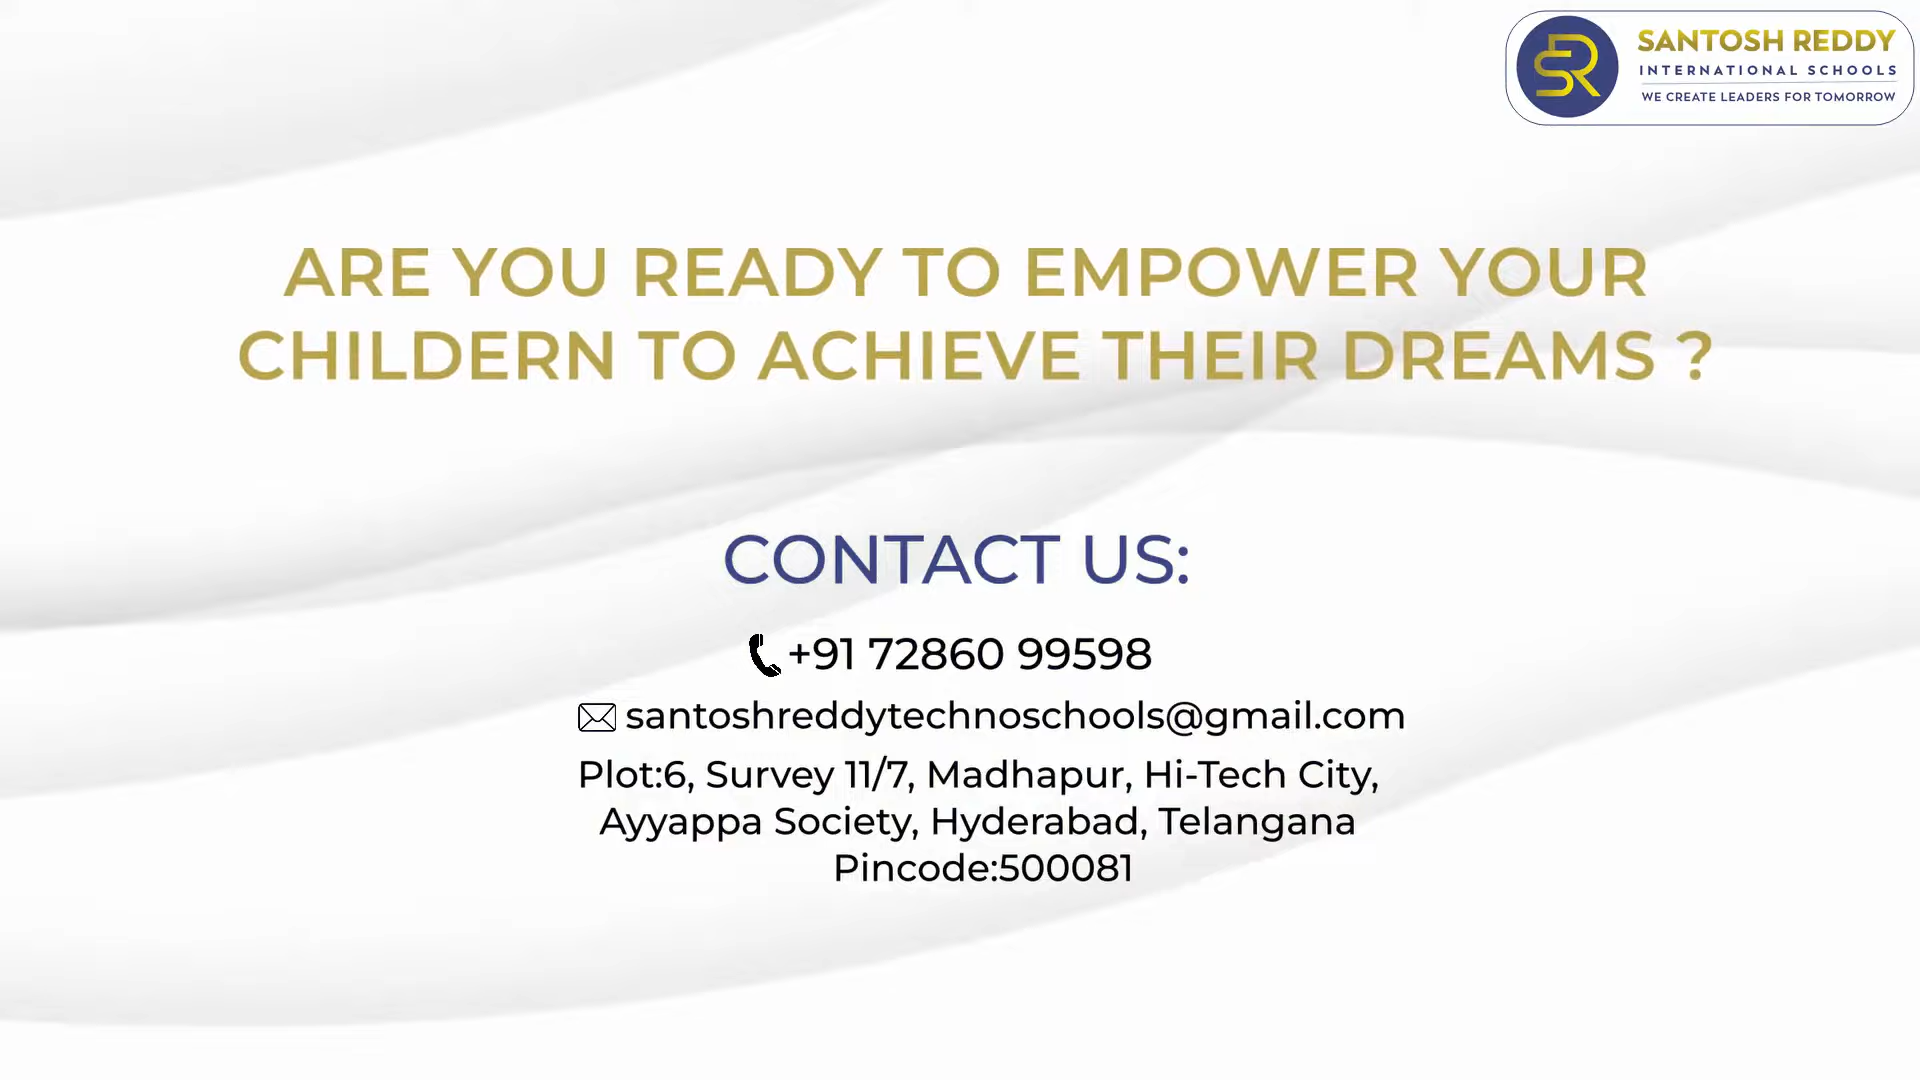 SANTOSH REDDY
INTERNATIONAL SCHOOLS
WE CREATE LEADERS FOR TOMORROW
ARE YOU READY TO EMPOWER YOUR
CHILDERN TO ACHIEVE THEIR DREAMS ?
CONTACT US:
+91 72860 99598
santoshreddytechnoschools@gmail.com
Plot:6, Survey 11/7, Madhapur, Hi-Tech City,
Ayyappa Society, Hyderabad, Telangana
Pincode:500081